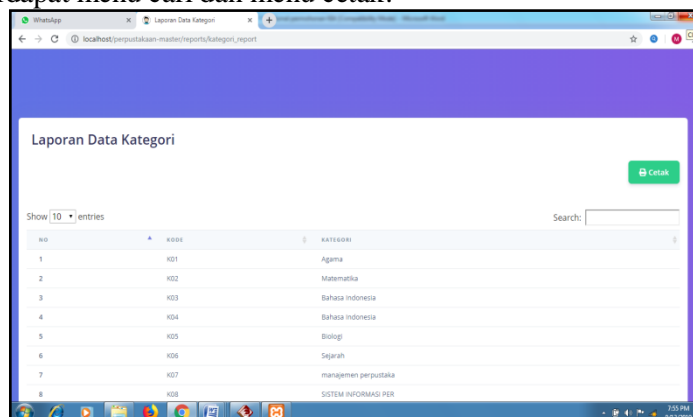 rdapat menu cari dan menu cetak.
WhatsApp
Laporan Data Kategori
localhost/perpustakaan-master/reports/kategori_report
Laporan Data Kategori
Cetak
Show 10 entries
Search:
NO KODE KATEGORI
1 K01 Agama
2 K02 Matematika
3 K03 Bahasa Indonesia
4 K04 Bahasa Indonesia
5 K05 Biologi
6 K06 Sejarah
7 K07 manajemen perpustaka
8 K08 SISTEM INFORMASI PER
7:55 PM